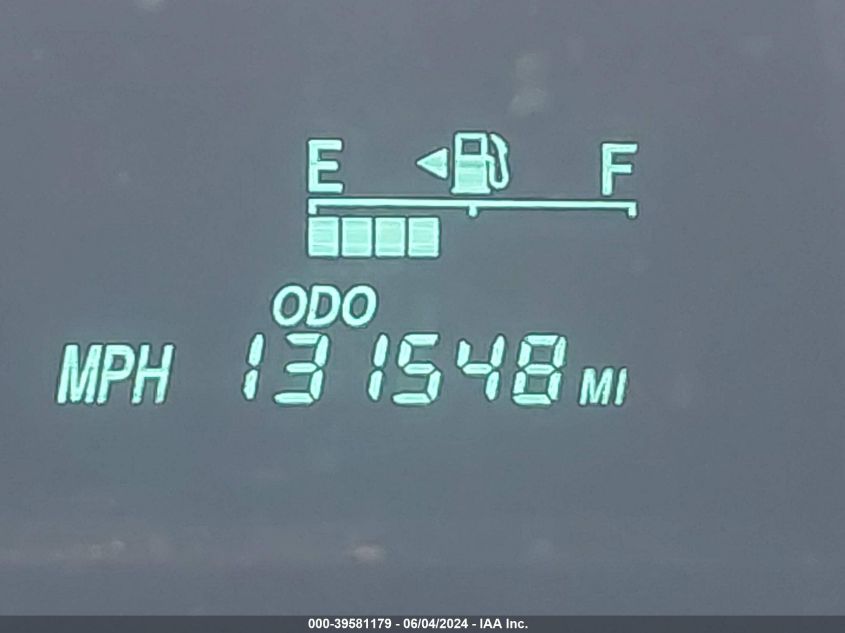 E F
ODO
MPH 131548 MI
000-39581179 - 06/04/2024 - IAA Inc.